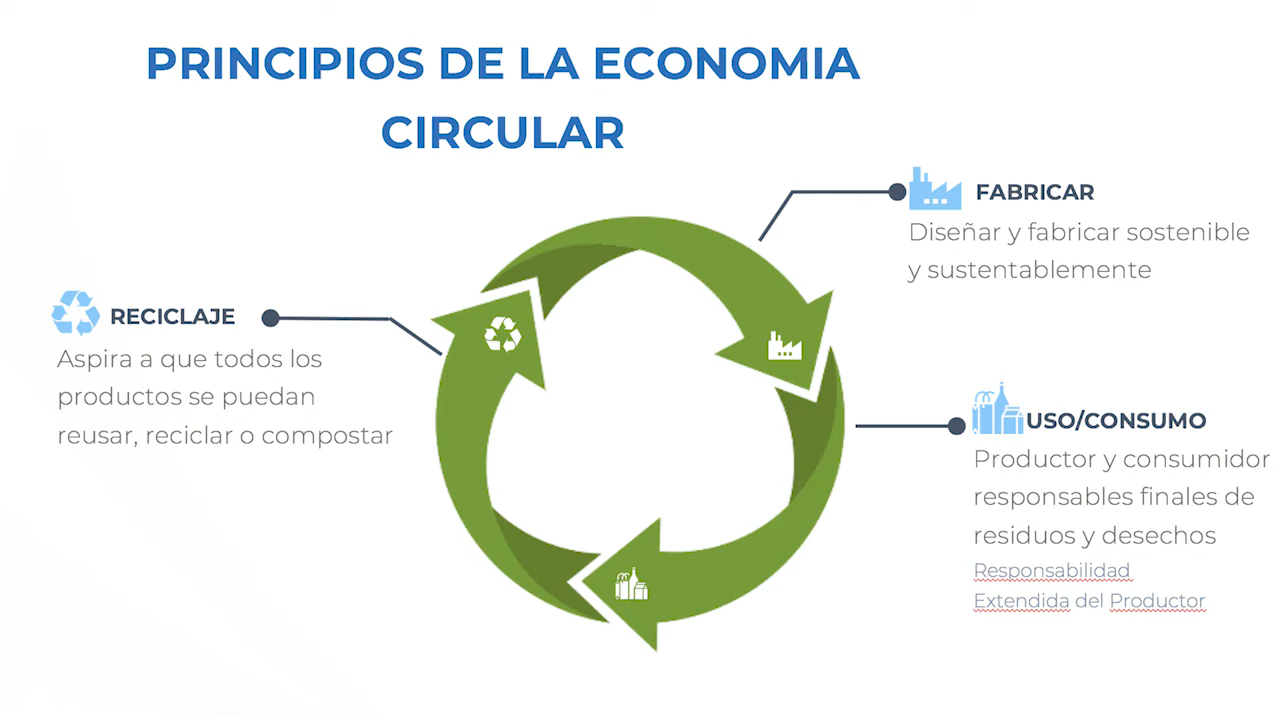 PRINCIPIOS DE LA ECONOMIA
CIRCULAR
FABRICAR
Diseñar y fabricar sostenible
y sustentablemente
RECICLAJE
Aspira a que todos los
productos se puedan
reusar, reciclar o compostar
USO/CONSUMO
Productor y consumidor
responsables finales de
residuos y desechos
Responsabilidad
Extendida del Productor